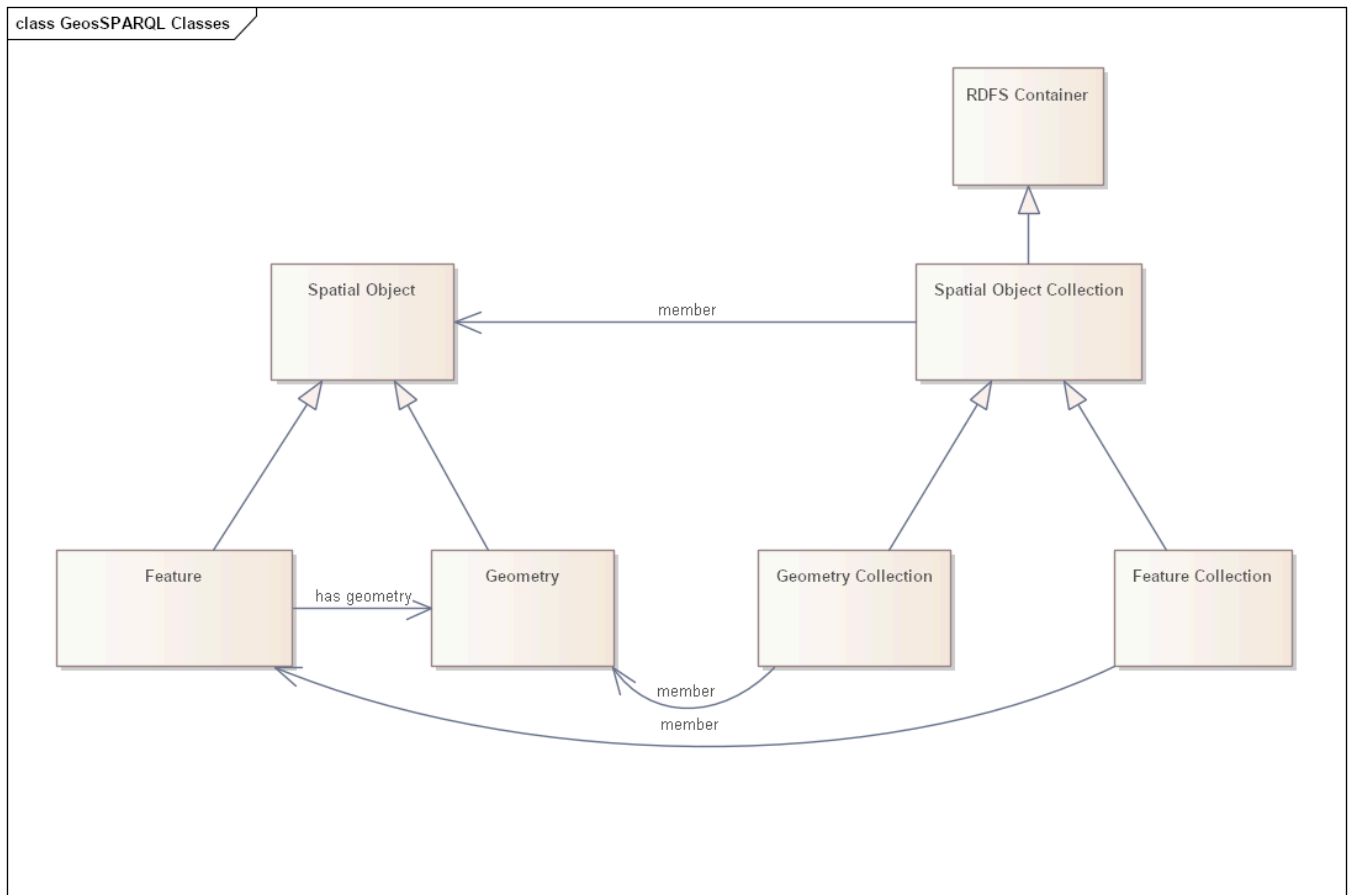 class GeosSPARQL Classes
RDFS Container
Spatial Object
Spatial Object Collection
member
Feature
Geometry
Geometry Collection
Feature Collection
has geometry
member
member